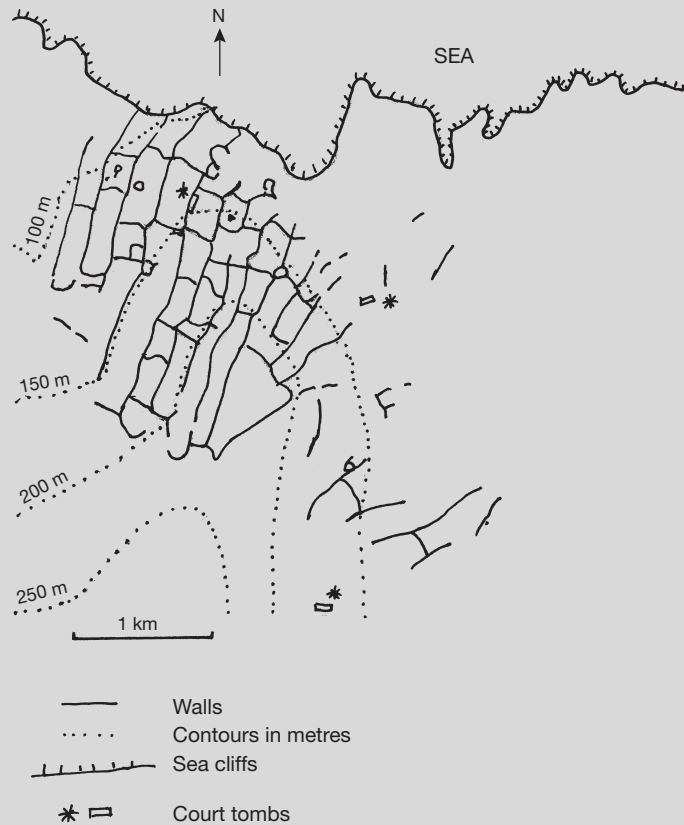 N
SEA
100 m
150 m
200 m
250 m
1 km
Walls
Contours in metres
Sea cliffs
Court tombs